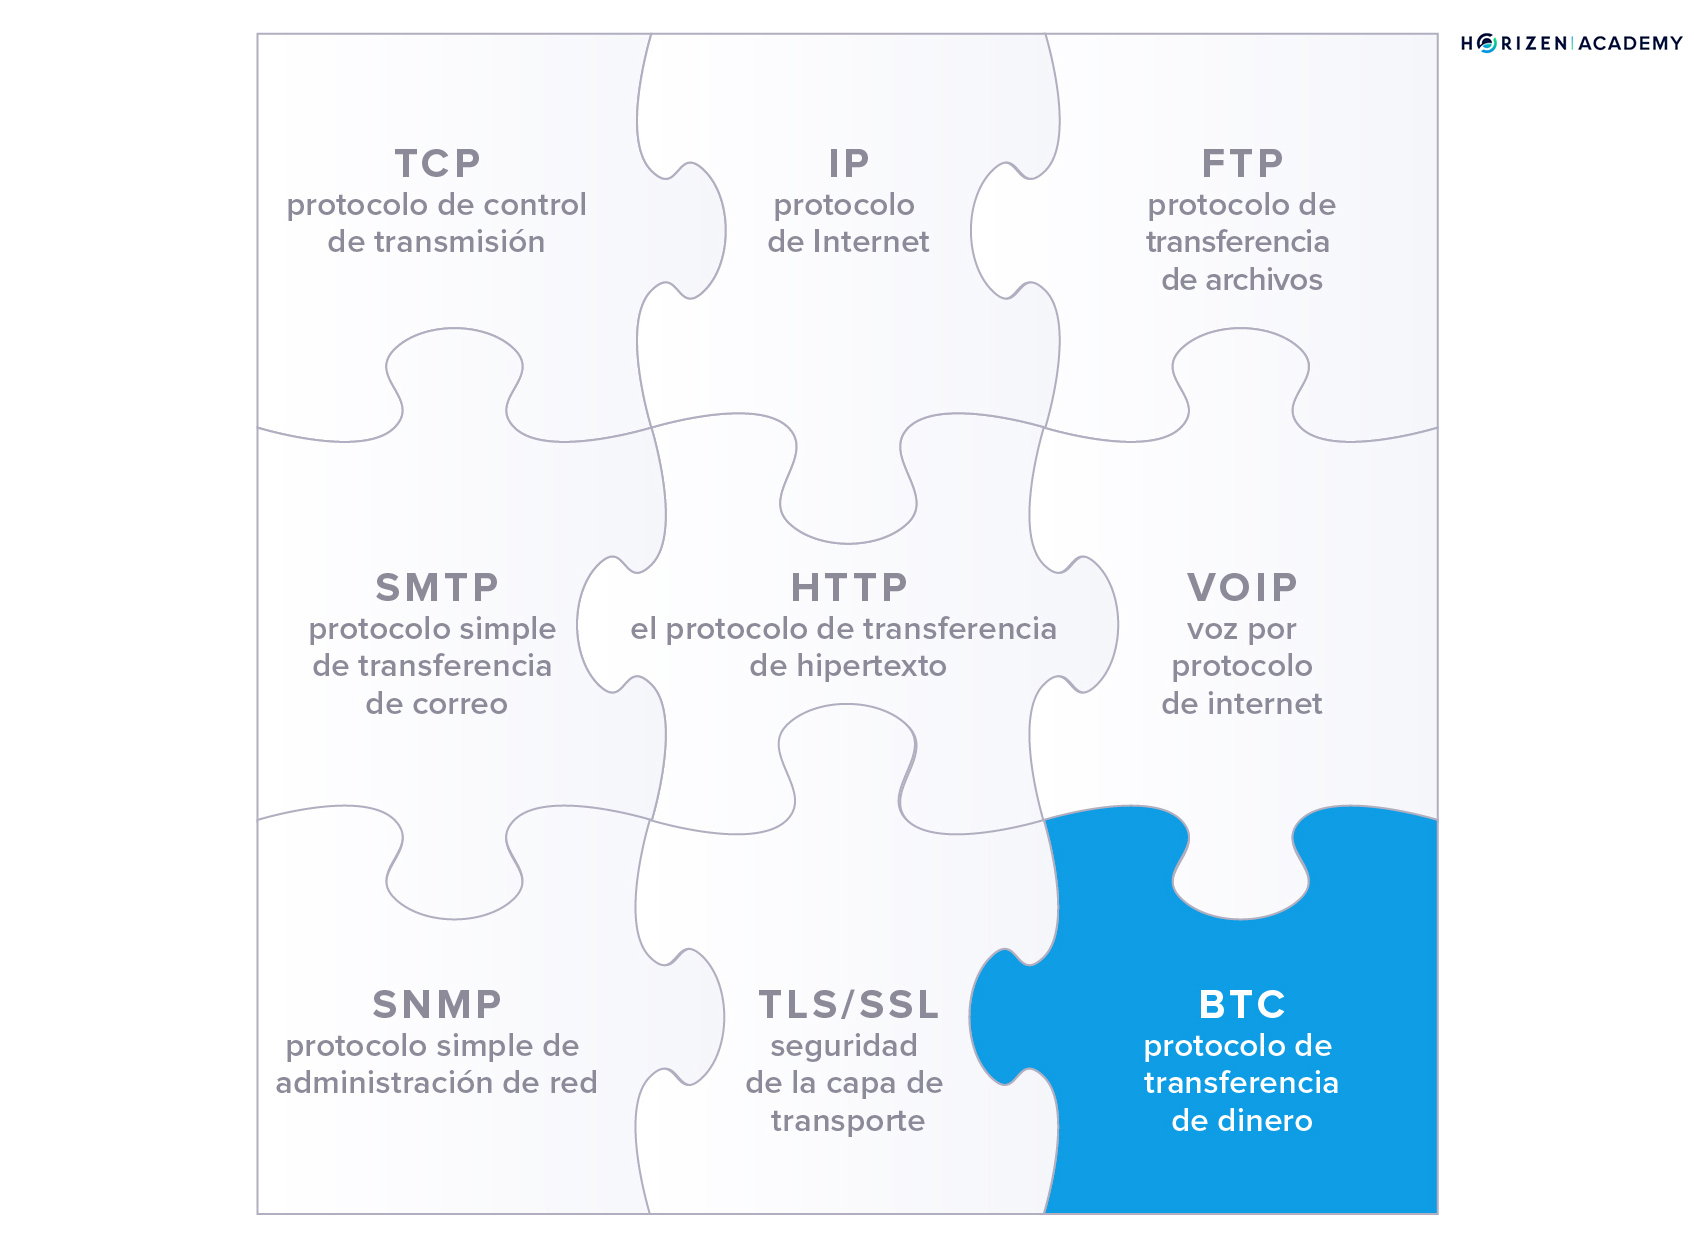 HORIZEN|ACADEMY
TCP
protocolo de control
de transmisión
IP
protocolo
de Internet
FTP
protocolo de
transferencia
de archivos
SMTP
protocolo simple
de transferencia
de correo
HTTP
el protocolo de transferencia
de hipertexto
VOIP
voz por
protocolo
de internet
SNMP
protocolo simple de
administración de red
TLS/SSL
seguridad
de la capa de
transporte
BTC
protocolo de
transferencia
de dinero